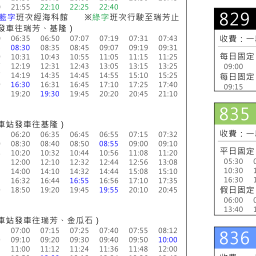 21:55 22:10 22:25 22:40
藍字班次經海科館 ※綠字班次行駛至瑞芳止
發車往瑞芳、基隆）
06:35 06:50 07:07 07:19 07:31 07:43
08:30 08:35 08:45 09:07 09:19 09:31
10:31 10:43 10:55 11:05 11:15 11:25
12:19 12:31 12:43 13:05 13:15 13:25
14:19 14:35 14:45 14:55 15:10 15:25
16:30 16:31 16:45 17:10 17:25 17:40
19:20 19:30 19:45 20:20 20:45 21:10
車站發車往基隆）
06:20 06:35 06:45 06:55 07:15 07:32
08:30 08:40 08:50 08:55 09:00 09:10
10:20 10:32 10:44 10:56 11:08 11:20
12:00 12:10 12:32 12:44 12:56 13:08
14:00 14:10 14:32 14:44 15:08 15:10
16:32 16:44 16:55 16:56 17:10 17:35
18:50 19:20 19:45 19:55 20:10 20:45
車站發車往瑞芳、金瓜石）
07:00 07:15 07:25 07:40 07:55 08:12
09:10 09:20 09:30 09:40 09:50 10:00
11:00 11:12 11:24 11:36 11:48 12:00
829
收費：一
每日固定
09:00
每日固定
09:15
835
收費：一
平日固定
05:30
10:30
16:30
假日固定
06:00
13:40
836
收費：一